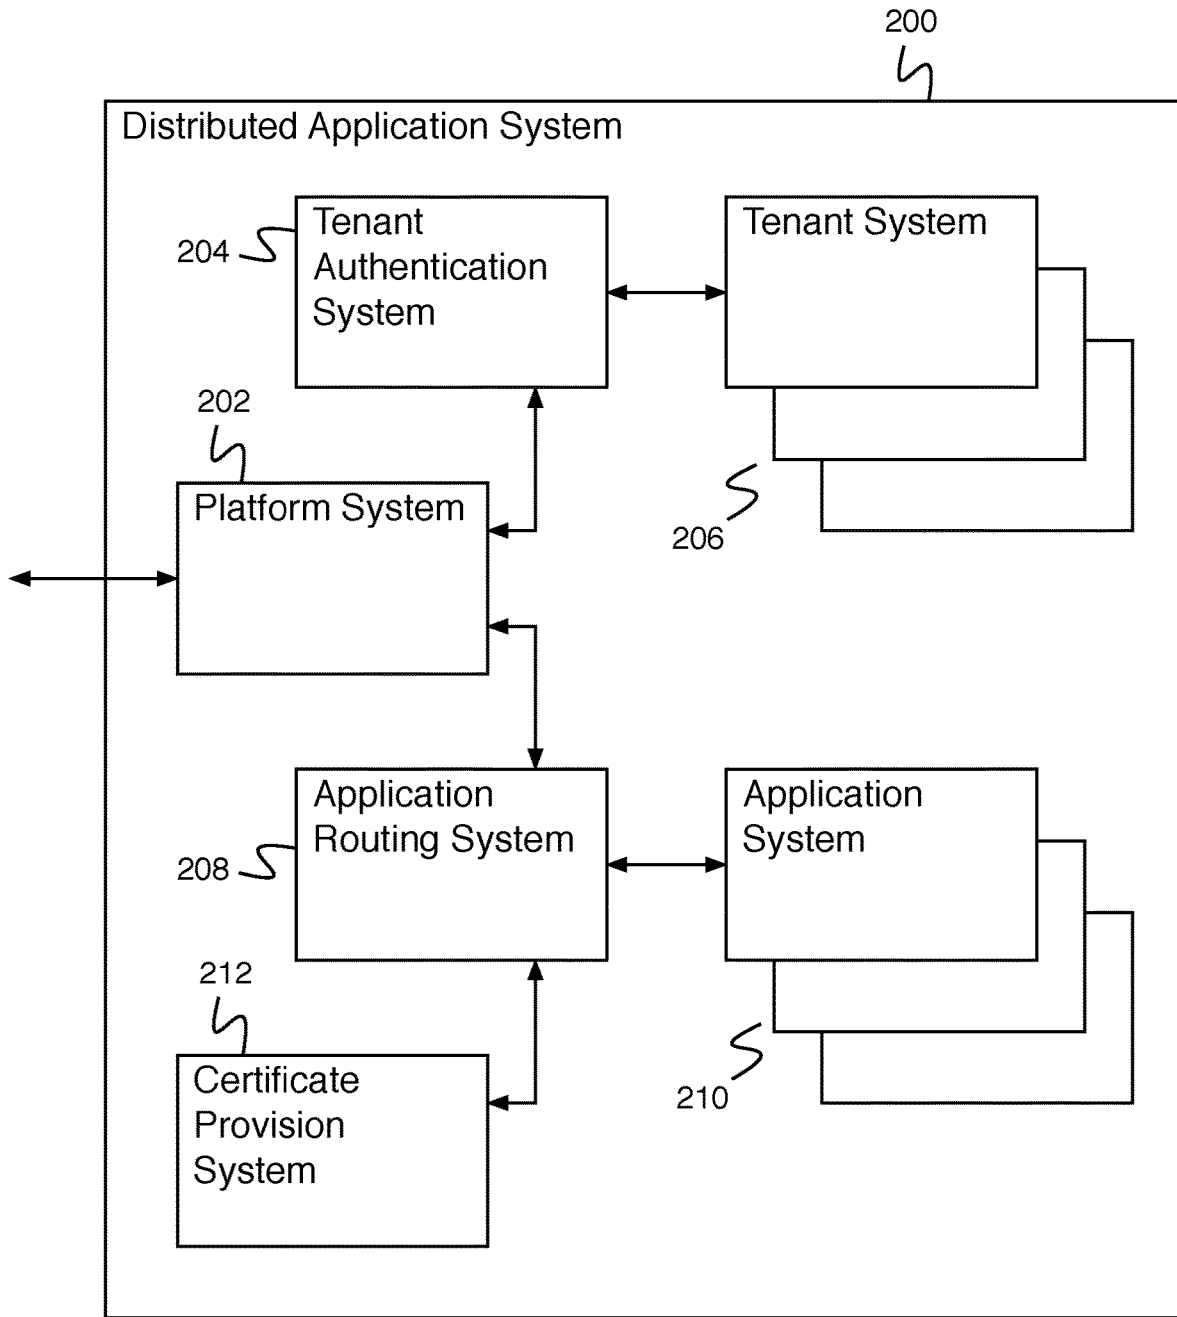 200
Distributed Application System
Tenant
Authentication
System
204
Tenant System
202
Platform System
206
Application
Routing System
208
Application
System
212
Certificate
Provision
System
210